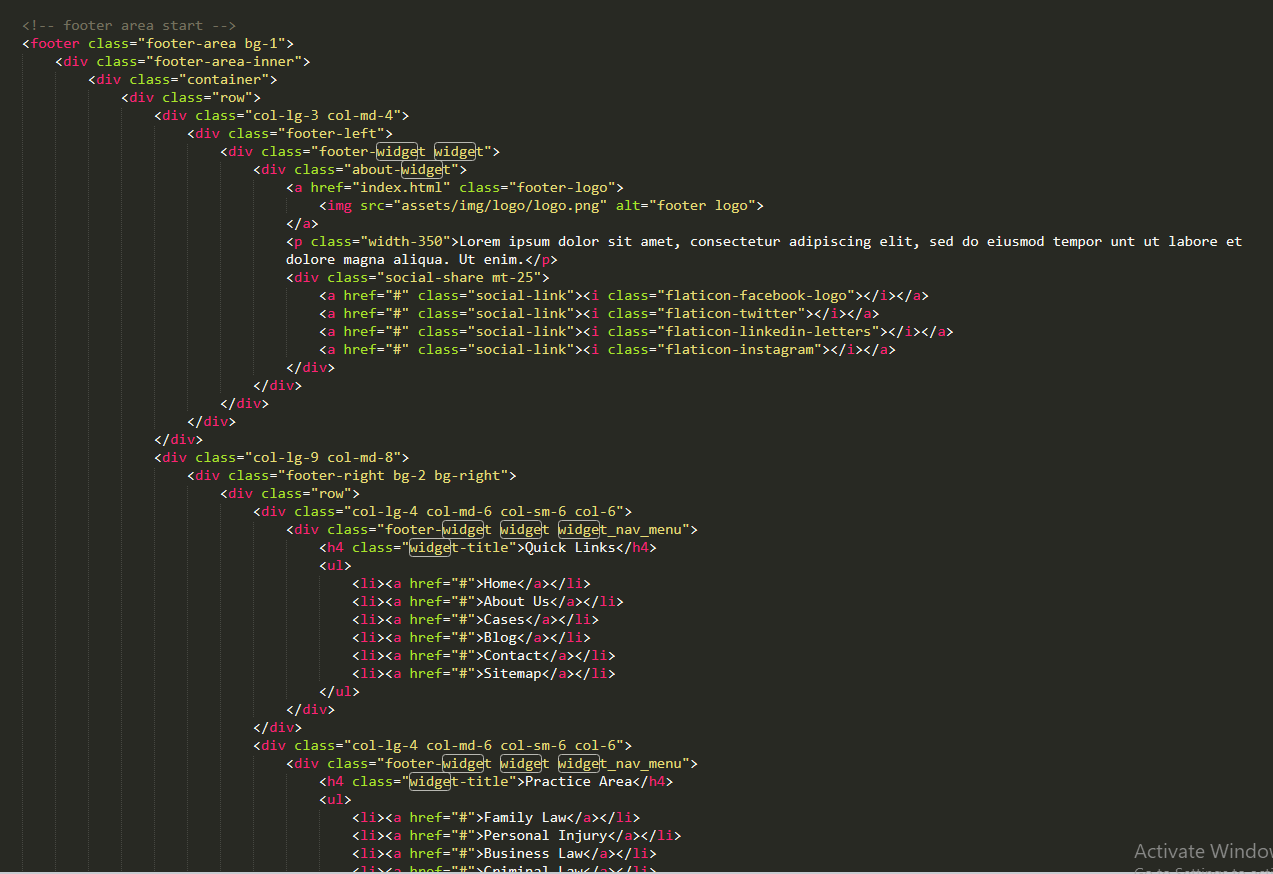 <!-- footer area start -->
<footer class="footer-area bg-1">
<div class="footer-area-inner">
<div class="container">
<div class="row">
<div class="col-lg-3 col-md-4">
<div class="footer-left">
<div class="footer-widget widget">
<div class="about-widget">
<a href="index.html" class="footer-logo">
<img src="assets/img/logo/logo.png" alt="footer logo">
</a>
<p class="width-350">Lorem ipsum dolor sit amet, consectetur adipiscing elit, sed do eiusmod tempor unt ut labore et
dolore magna aliqua. Ut enim.</p>
<div class="social-share mt-25">
<a href="#" class="social-link"><i class="flaticon-facebook-logo"></i></a>
<a href="#" class="social-link"><i class="flaticon-twitter"></i></a>
<a href="#" class="social-link"><i class="flaticon-linkedin-letters"></i></a>
<a href="#" class="social-link"><i class="flaticon-instagram"></i></a>
</div>
</div>
</div>
</div>
</div>
<div class="col-lg-9 col-md-8">
<div class="footer-right bg-2 bg-right">
<div class="row">
<div class="col-lg-4 col-md-6 col-sm-6 col-6">
<div class="footer-widget widget widget_nav_menu">
<h4 class="widget-title">Quick Links</h4>
<ul>
<li><a href="#">Home</a></li>
<li><a href="#">About Us</a></li>
<li><a href="#">Cases</a></li>
<li><a href="#">Blog</a></li>
<li><a href="#">Contact</a></li>
<li><a href="#">Sitemap</a></li>
</ul>
</div>
</div>
<div class="col-lg-4 col-md-6 col-sm-6 col-6">
<div class="footer-widget widget widget_nav_menu">
<h4 class="widget-title">Practice Area</h4>
<ul>
<li><a href="#">Family Law</a></li>
<li><a href="#">Personal Injury</a></li>
<li><a href="#">Business Law</a></li>
<li><a href="#">Criminal Law</a></li>
Activate Window